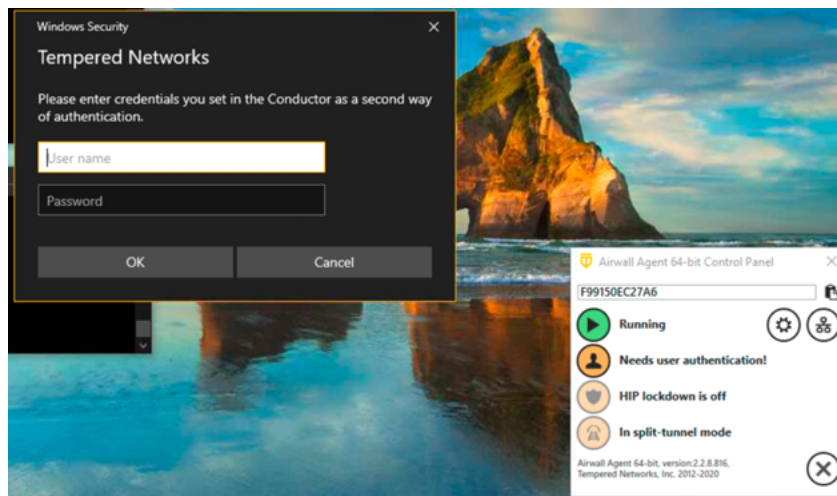 Windows Security
Tempered Networks
Please enter credentials you set in the Conductor as a second way
of authentication.
User name
Password
OK
Cancel
Airwall Agent 64-bit Control Panel
F99150EC27A6
Running
Needs user authentication!
HIP lockdown is off
In split-tunnel mode
Airwall Agent 64-bit, version:2.2.8.816,
Tempered Networks, Inc. 2012-2020